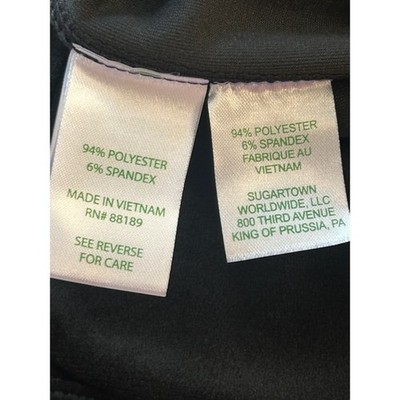 94% POLYESTER
6% SPANDEX
MADE IN VIETNAM
RN# 88189
SEE REVERSE
FOR CARE
94% POLYESTER
6% SPANDEX
FABRIQUE AU
VIETNAM
SUGARTOWN
WORLDWIDE, LLC
800 THIRD AVENUE
KING OF PRUSSIA, PA